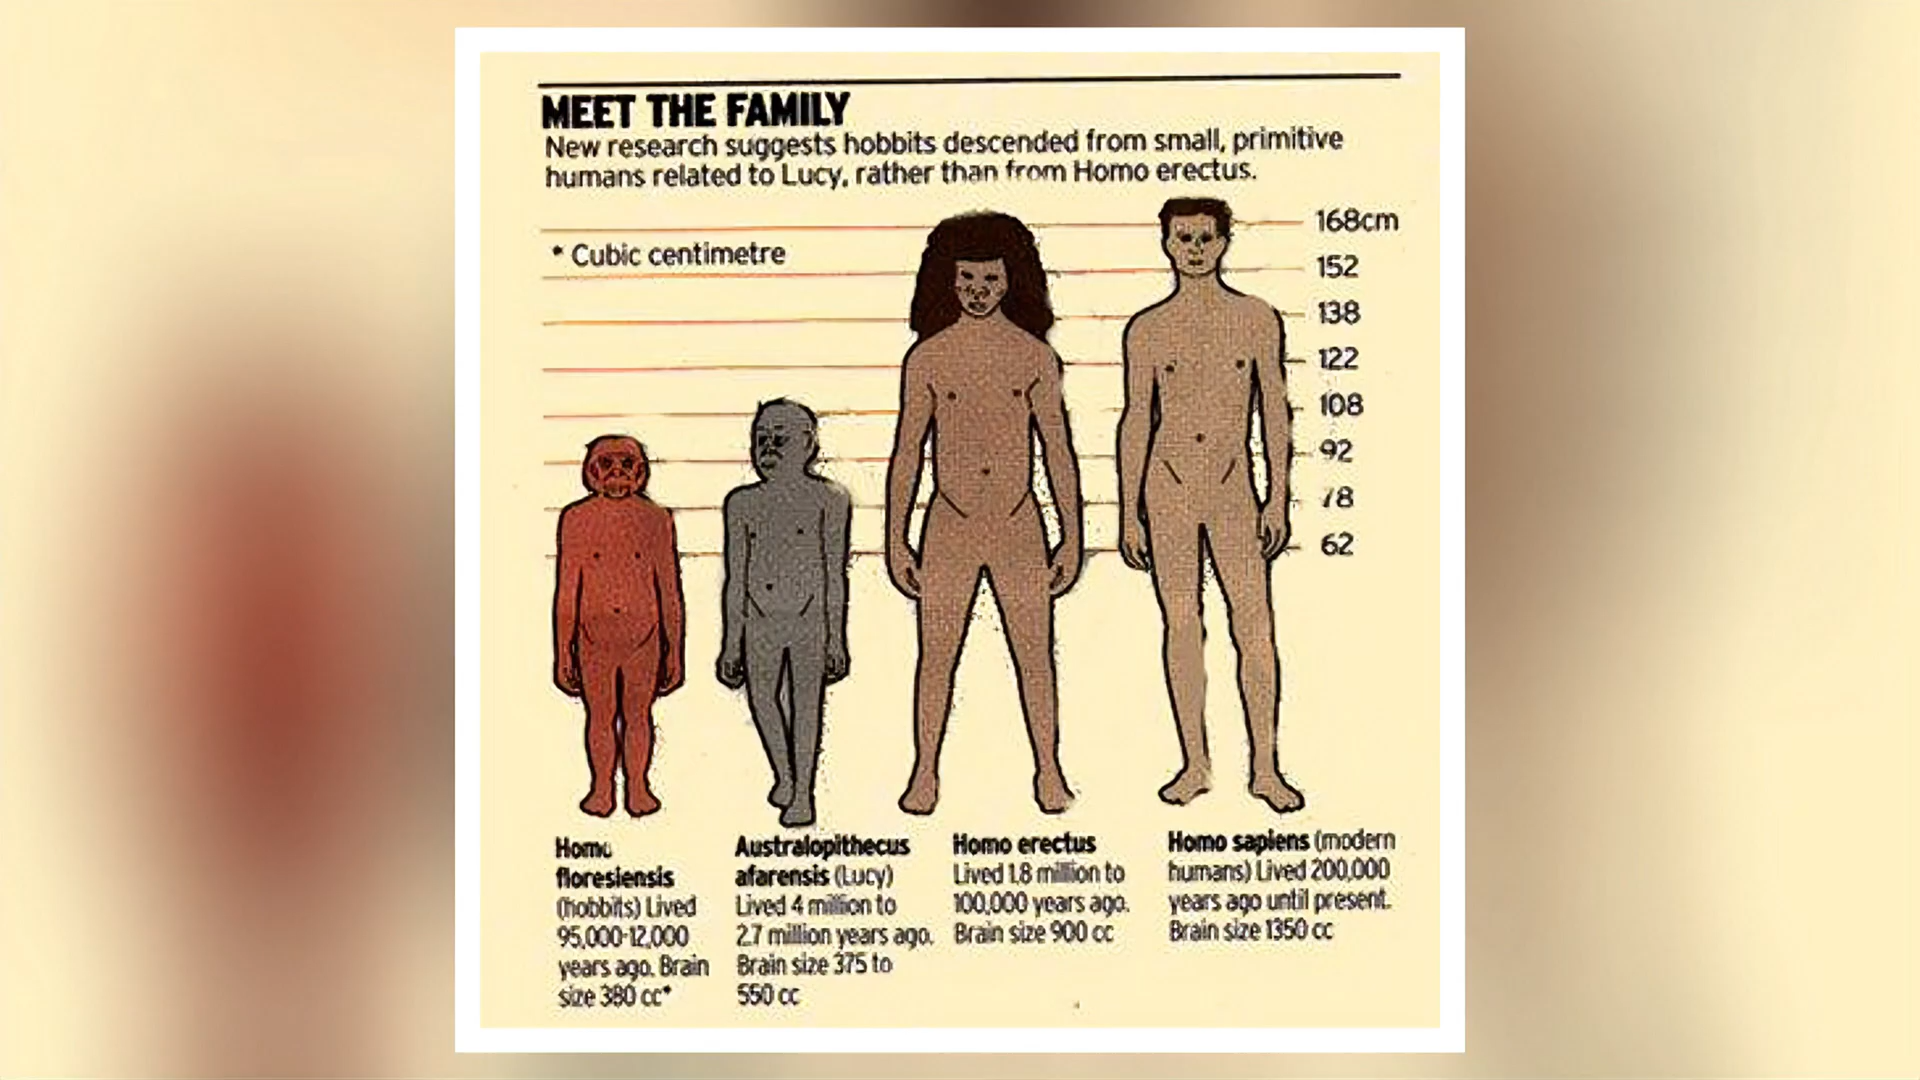 MEET THE FAMILY
New research suggests hobbits descended from small, primitive
humans related to Lucy, rather than from Homo erectus.
* Cubic centimetre
168cm
152
138
122
108
92
78
62
Homo
floresiensis
(hobbits) Lived
95,000-12,000
years ago. Brain
size 380 cc*
Australopithecus
afarensis (Lucy)
Lived 4 million to
2.7 million years ago.
Brain size 375 to
550 cc
Homo erectus
Lived 1.8 million to
100,000 years ago.
Brain size 900 cc
Homo sapiens (modern
humans) Lived 200,000
years ago until present.
Brain size 1350 cc